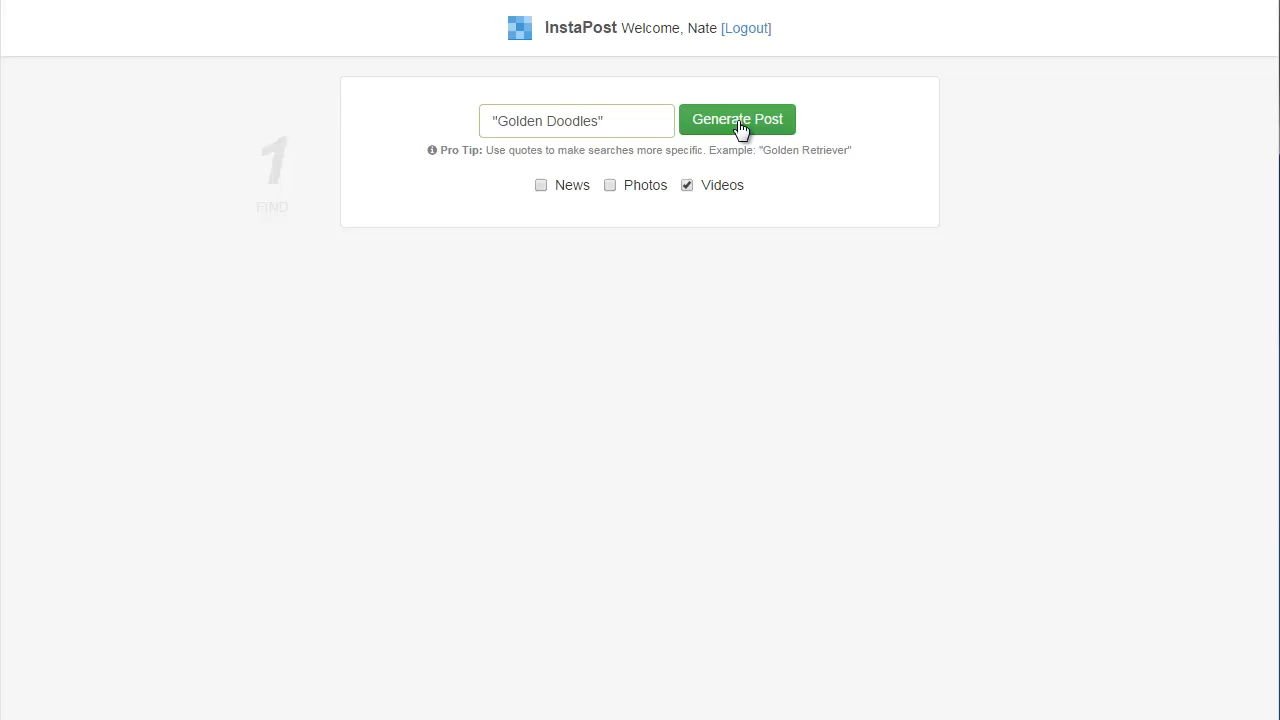 InstaPost Welcome, Nate [Logout]
1
FIND
"Golden Doodles" Generate Post
Pro Tip: Use quotes to make searches more specific. Example: "Golden Retriever"
News Photos Videos